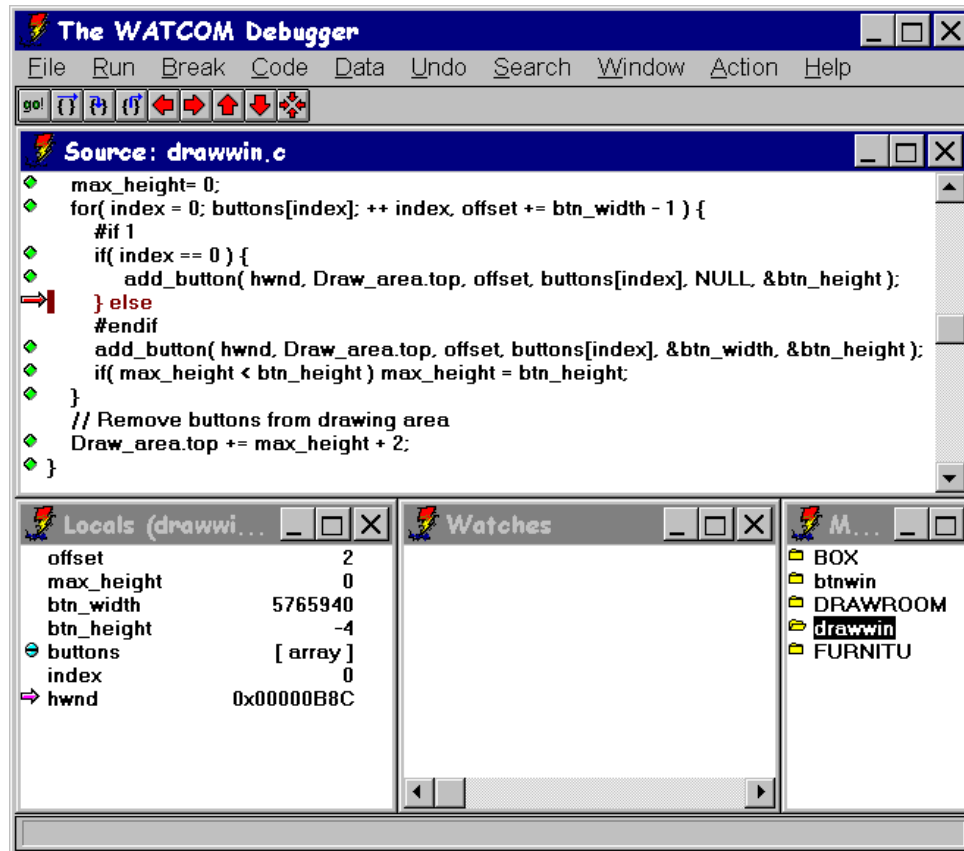 The WATCOM Debugger
File Run Break Code Data Undo Search Window Action Help
go!
Source: drawwin.c
max_height= 0;
for( index = 0; buttons[index]; ++ index, offset += btn_width - 1 ) {
#if 1
if( index == 0 ) {
add_button( hwnd, Draw_area.top, offset, buttons[index], NULL, &btn_height );
} else
#endif
add_button( hwnd, Draw_area.top, offset, buttons[index], &btn_width, &btn_height );
if( max_height < btn_height ) max_height = btn_height;
}
// Remove buttons from drawing area
Draw_area.top += max_height + 2;
}
Locals (drawwi...
offset 2
max_height 0
btn_width 5765940
btn_height -4
buttons [ array ]
index 0
hwnd 0x00000B8C
Watches
M...
BOX
btnwin
DRAWROOM
drawwin
FURNITU